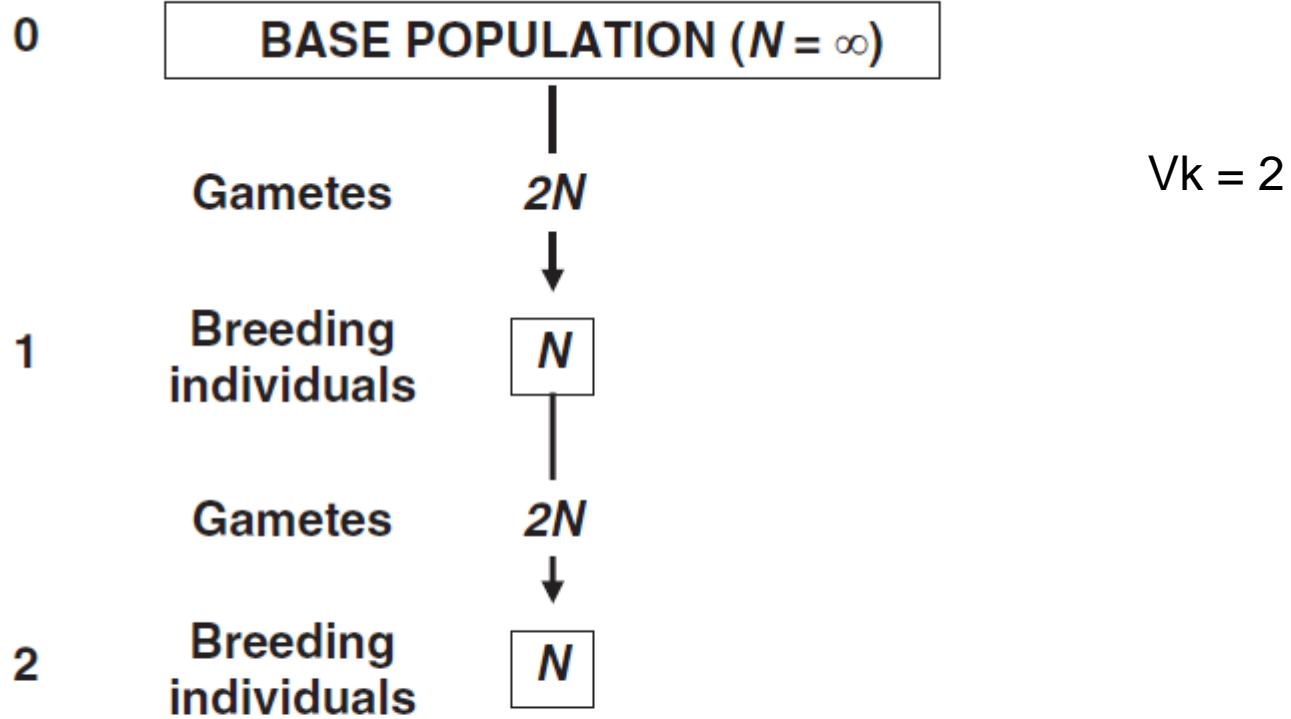 0 BASE POPULATION (N = ∞)
Vk = 2
Gametes 2N
1 Breeding individuals N
Gametes 2N
2 Breeding individuals N